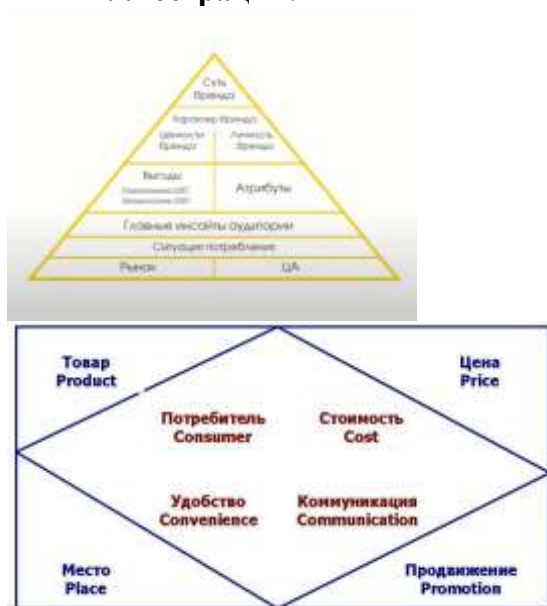 Суть
бренда
Характер бренда
Ценности
бренда
Личность
бренда
Выгоды
Атрибуты
Главные инсайты аудитории
Ситуация потребления
Рынок
ЦА
Товар
Product
Цена
Price
Потребитель
Consumer
Стоимость
Cost
Удобство
Convenience
Коммуникация
Communication
Место
Place
Продвижение
Promotion